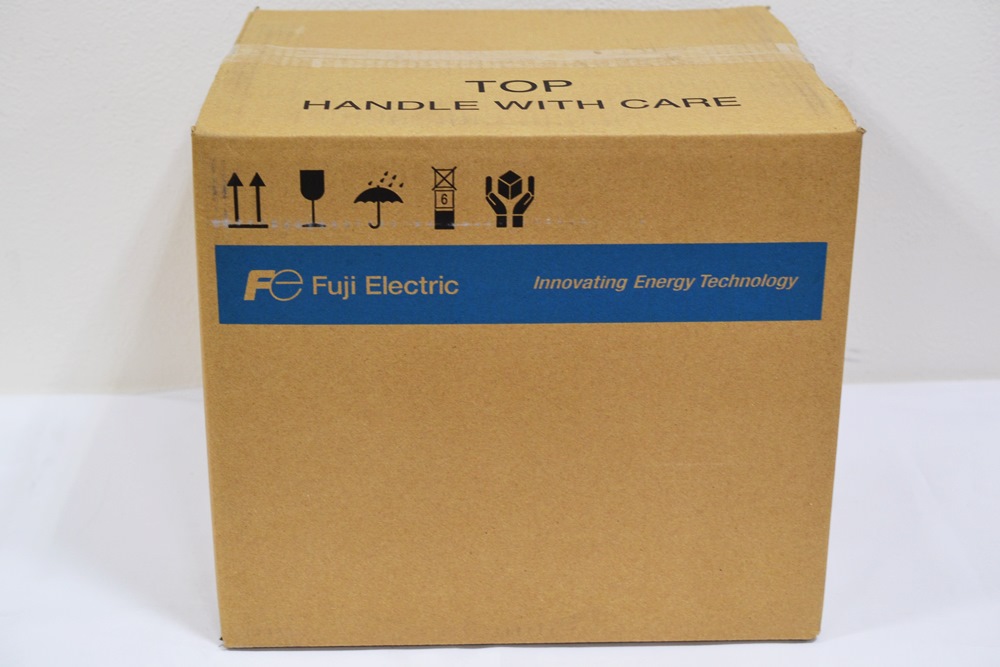 TOP
HANDLE WITH CARE
6
Fe Fuji Electric
Innovating Energy Technology